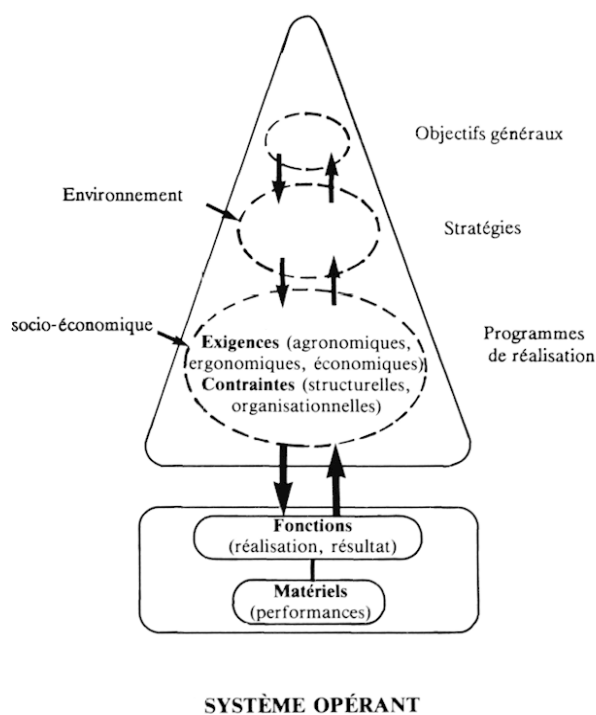 Objectifs généraux
Environnement
Stratégies
socio-économique
Programmes
de réalisation
Exigences (agronomiques,
ergonomiques, économiques)
Contraintes (structurelles,
organisationnelles)
Fonctions
(réalisation, résultat)
Matériels
(performances)
SYSTÈME OPÉRANT